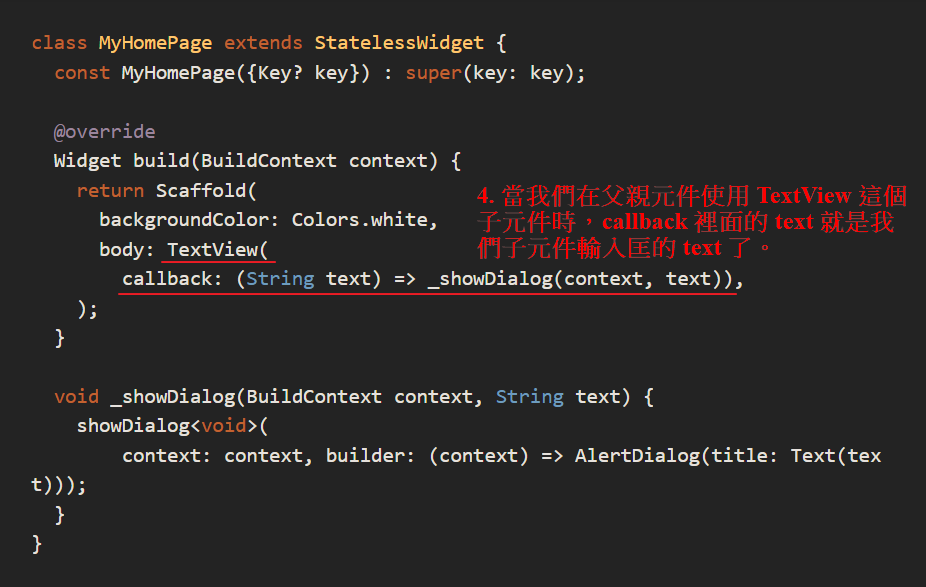 class MyHomePage extends StatelessWidget {
const MyHomePage({Key? key}) : super(key: key);
@override
Widget build(BuildContext context) {
return Scaffold(
backgroundColor: Colors.white,
body: TextView(
callback: (String text) => _showDialog(context, text)),
);
}
4. 當我們在父親元件使用 TextView 這個
子元件時，callback 裡面的 text 就是我
們子元件輸入匡的 text 了。
void _showDialog(BuildContext context, String text) {
showDialog<void>(
context: context, builder: (context) => AlertDialog(title: Text(tex
t)));
}
}